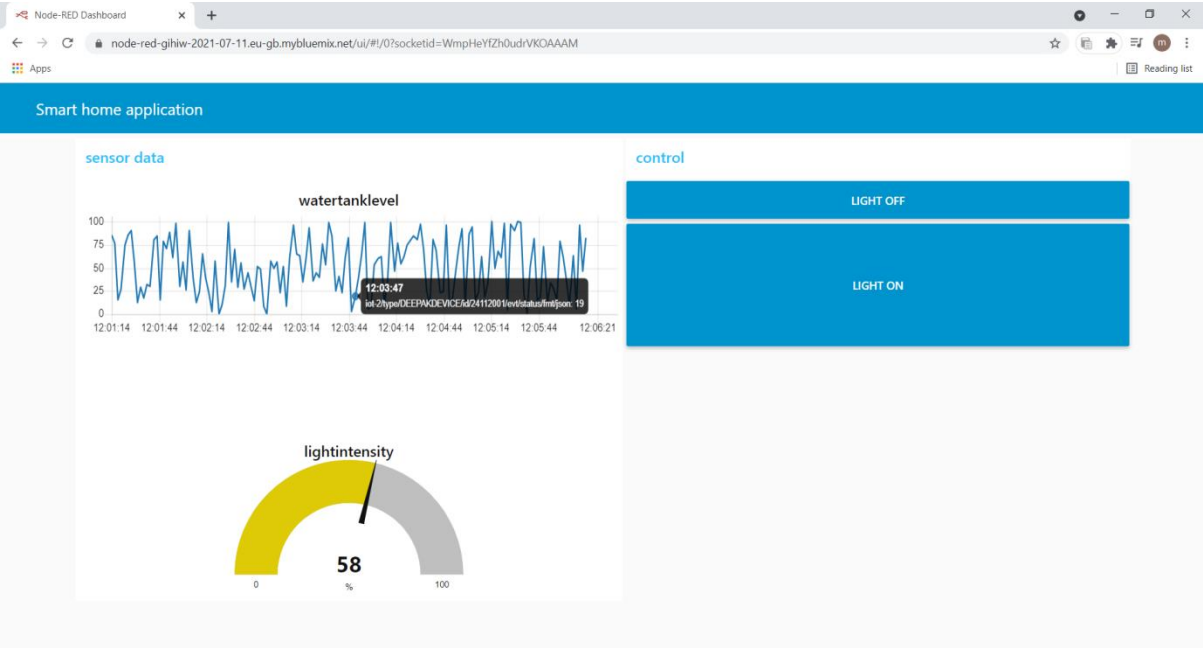 Node-RED Dashboard
node-red-gihiw-2021-07-11.eu-gb.mybluemix.net/ui/#!/0?socketid=WmpHeYfZh0udrVKOAAAM
m
Apps
Reading list
Smart home application
sensor data
watertanklevel
100
75
50
25
0
12:03:47
iot-2/type/DEEPAKDEVICE/id/24112001/evt/status/fmt/json: 19
12:01:14 12:01:44 12:02:14 12:02:44 12:03:14 12:03:44 12:04:14 12:04:44 12:05:14 12:05:44 12:06:21
lightintensity
58
0 % 100
control
LIGHT OFF
LIGHT ON